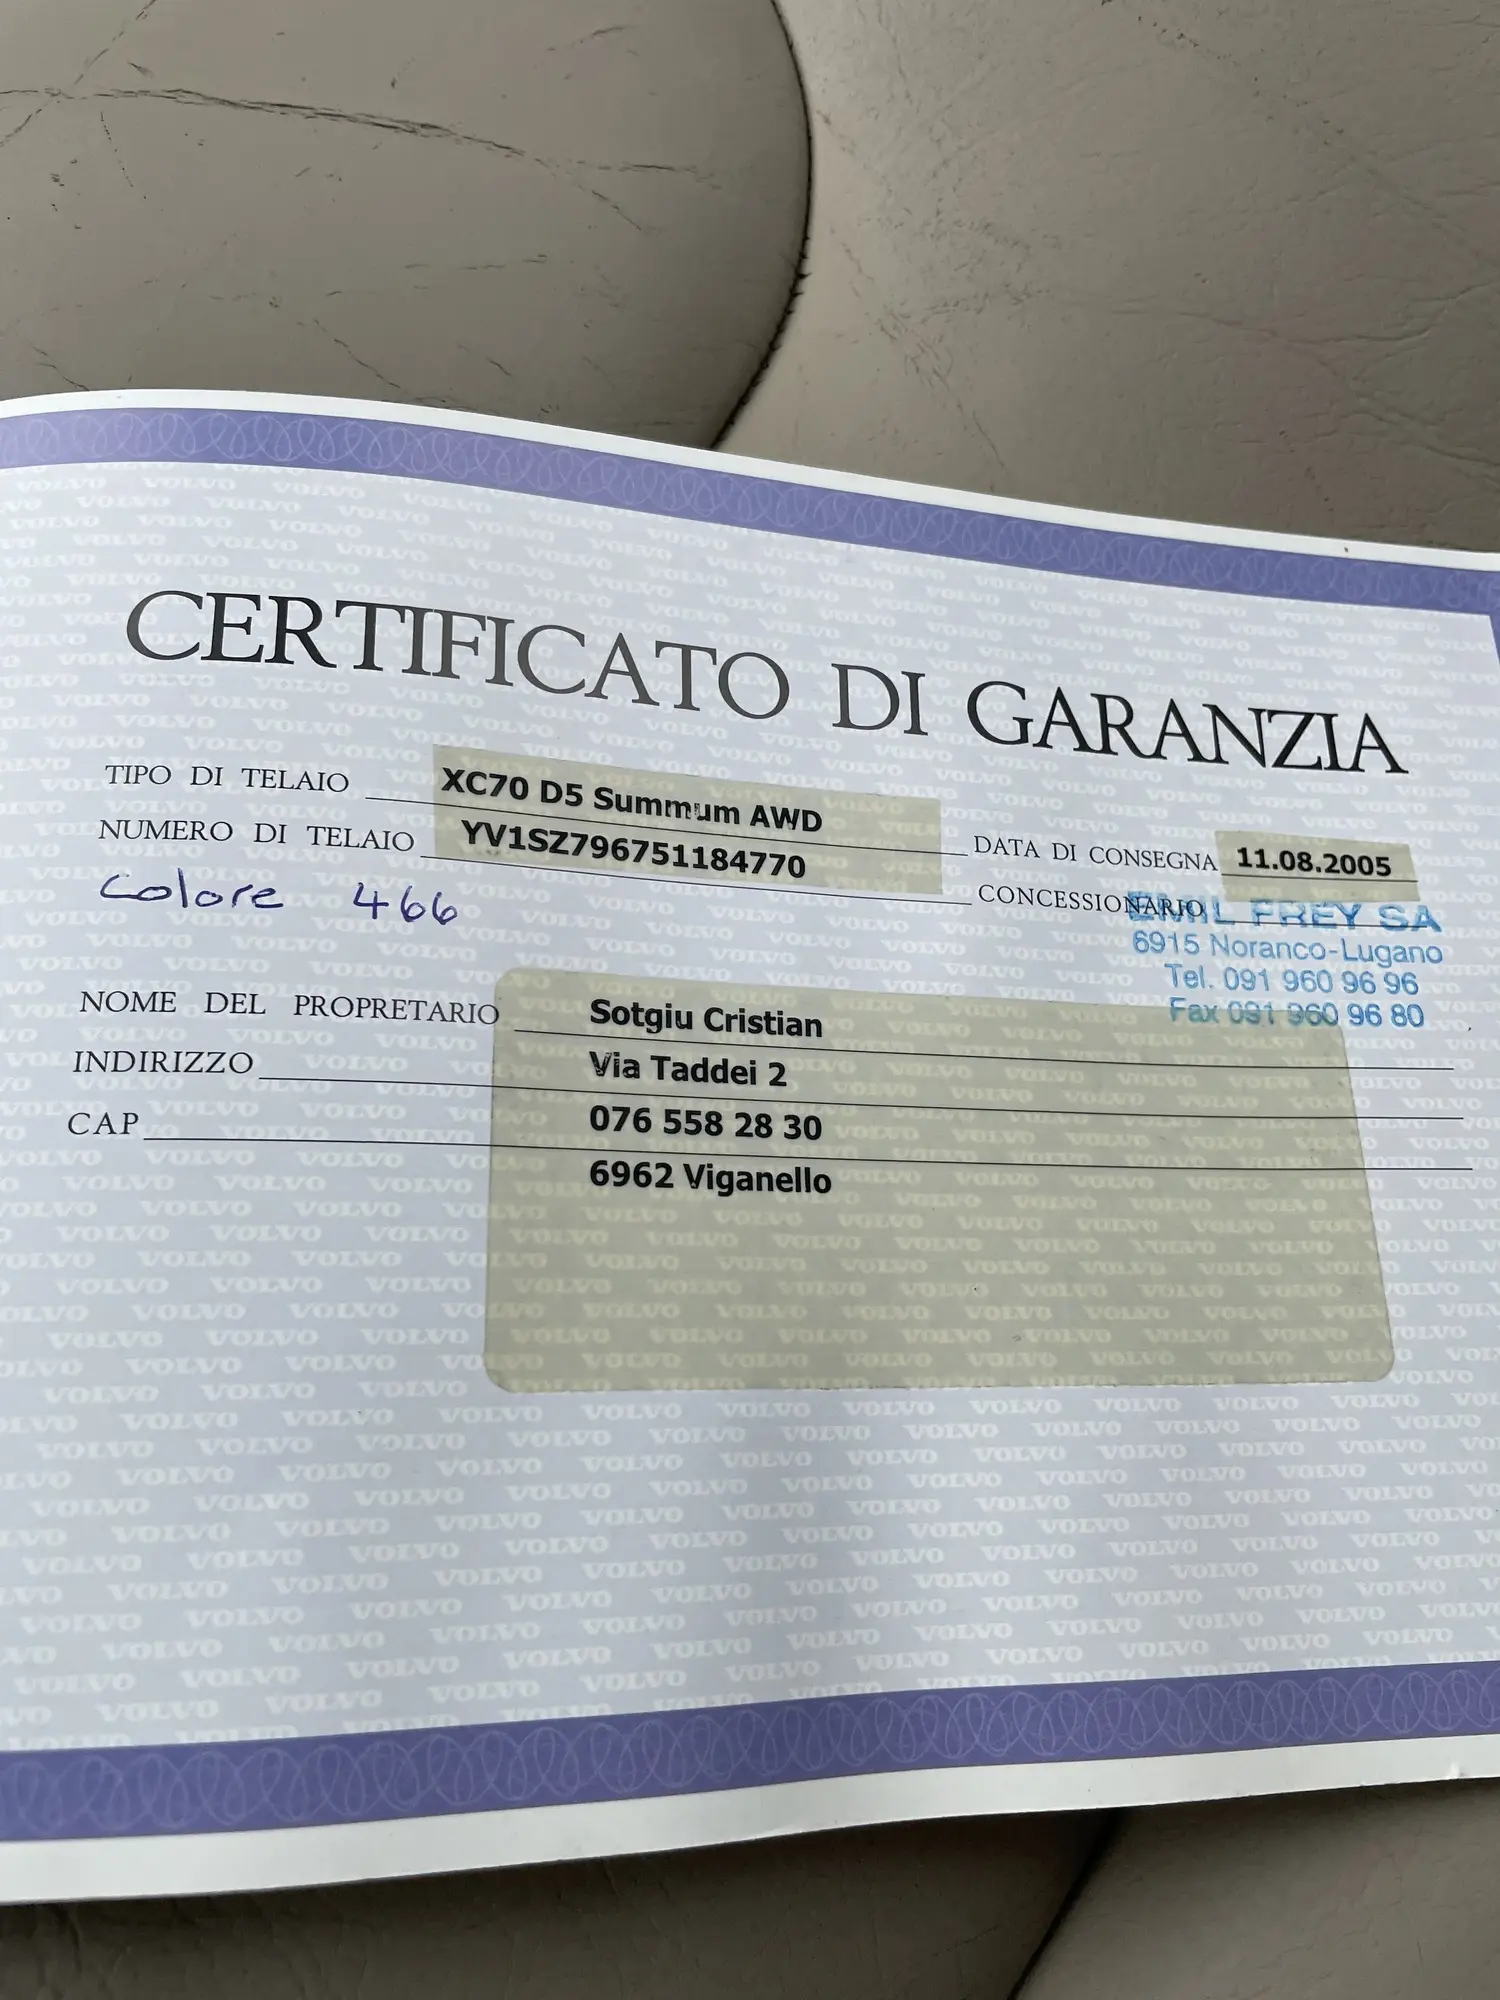 CERTIFICATO DI GARANZIA
TIPO DI TELAIO XC70 D5 Summum AWD
NUMERO DI TELAIO YV1SZ796751184770
DATA DI CONSEGNA 11.08.2005
colore 466
CONCESSIONARIO EMIL FREY SA
6915 Noranco-Lugano
Tel. 091 960 96 96
Fax 091 960 96 80
NOME DEL PROPRETARIO Sotgiu Cristian
INDIRIZZO Via Taddei 2
CAP 076 558 28 30
6962 Viganello